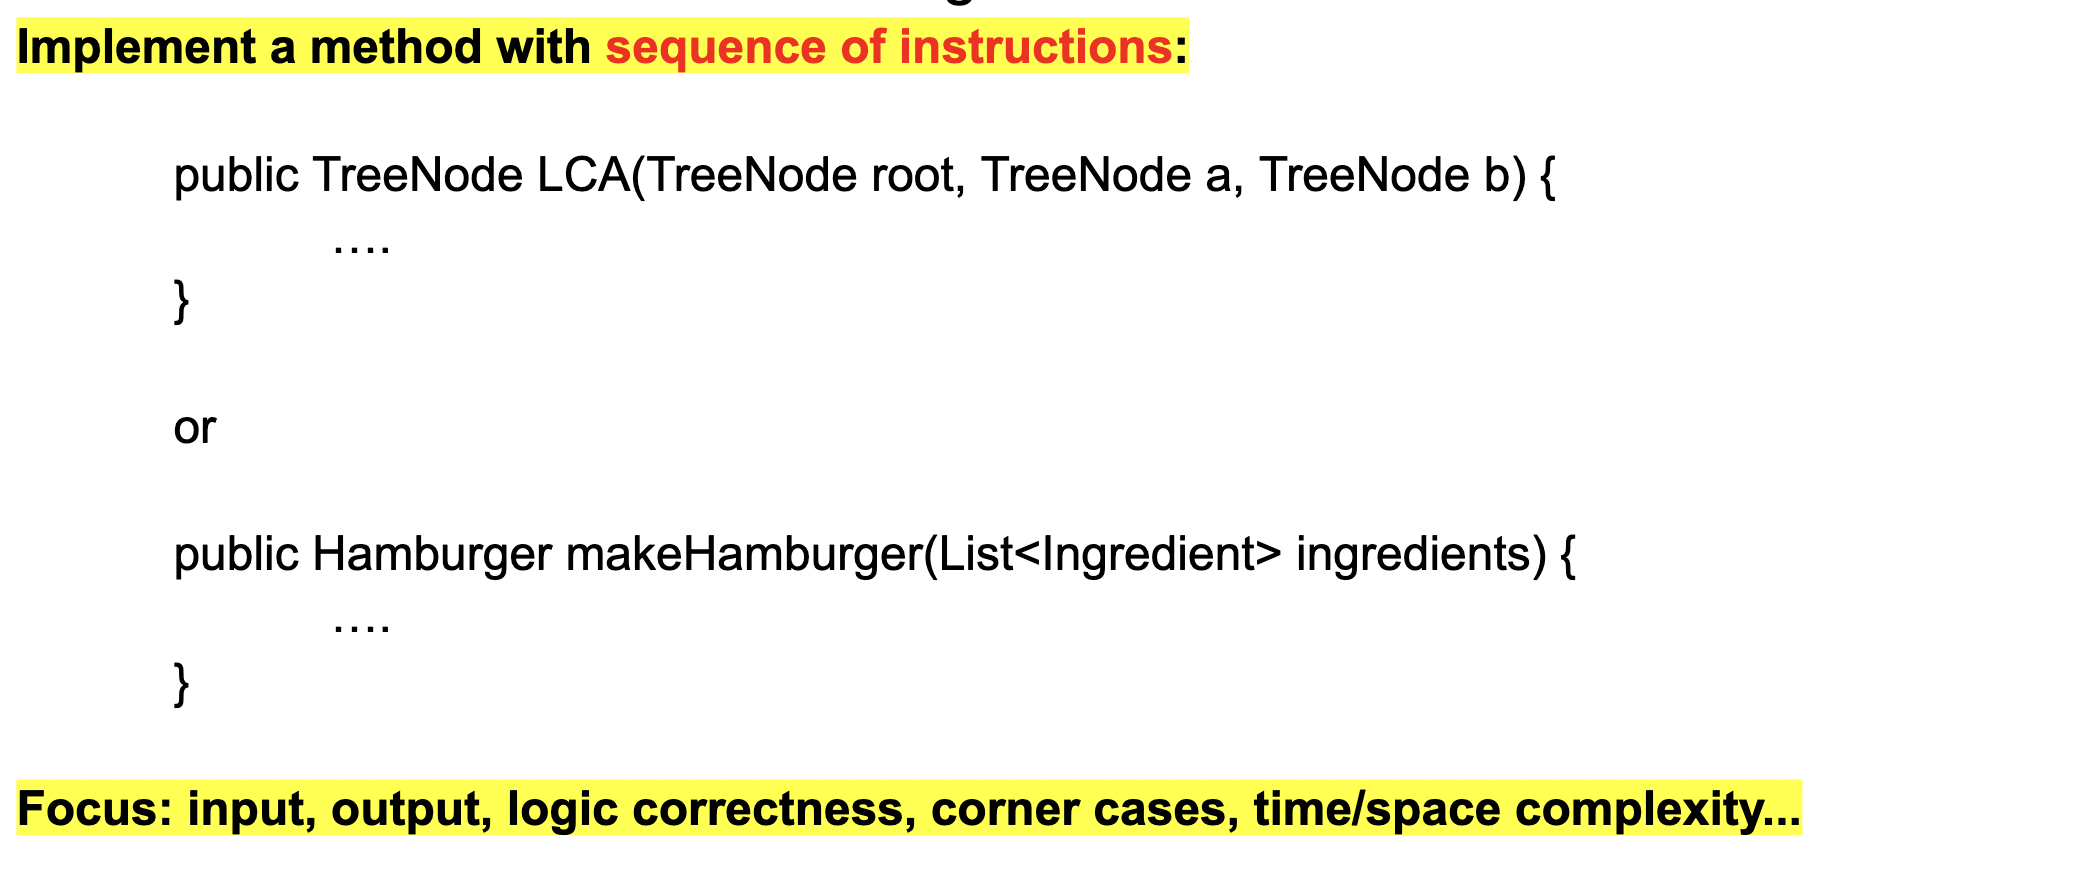 Implement a method with sequence of instructions:
public TreeNode LCA(TreeNode root, TreeNode a, TreeNode b) {
….
}
or
public Hamburger makeHamburger(List<Ingredient> ingredients) {
….
}
Focus: input, output, logic correctness, corner cases, time/space complexity...